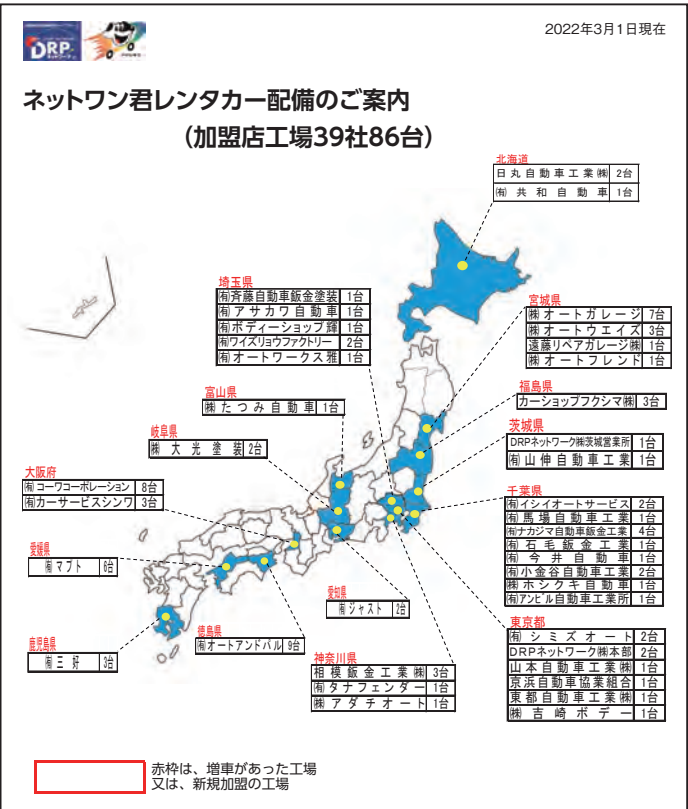 DRP
ネットワーク
2022年3月1日現在
ネットワン君レンタカー配備のご案内
（加盟店工場39社86台）
北海道
日丸自動車工業㈱ 2台
㈲共和自動車 1台
埼玉県
㈲斉藤自動車鈑金塗装 1台
㈲アサカワ自動車 1台
㈲ボディーショップ輝 1台
㈲ワイズリョウファクトリー 2台
㈲オートワークス雅 1台
宮城県
㈱オートガレージ 7台
㈱オートウエイズ 3台
遠藤リペアガレージ㈱ 1台
㈱オートフレンド 1台
富山県
㈱たつみ自動車 1台
福島県
カーショップフクシマ㈱ 3台
岐阜県
㈱大光塗装 2台
茨城県
DRPネットワーク㈱茨城営業所 1台
㈲山伸自動車工業 1台
大阪府
㈲コーワコーポレーション 8台
㈲カーサービスシンワ 3台
千葉県
㈲イシイオートサービス 2台
㈲馬場自動車工業 1台
㈲ナカジマ自動車鈑金工業 4台
㈲石毛鈑金工業 1台
㈲今井自動車 1台
㈲小金谷自動車工業 2台
㈱ホシクキ自動車 1台
㈲アンビル自動車工業所 1台
愛媛県
㈲マプト 6台
愛知県
㈲ジャスト 2台
徳島県
㈲オートアンドパル 9台
鹿児島県
㈲三好 3台
神奈川県
相模鈑金工業㈱ 3台
㈲タナフェンダー 1台
㈱アダチオート 1台
東京都
㈲シミズオート 2台
DRPネットワーク㈱本部 2台
山本自動車工業㈱ 1台
京浜自動車協業組合 1台
東都自動車工業㈱ 1台
㈱吉崎ボデー 1台
赤枠は、増車があった工場
又は、新規加盟の工場